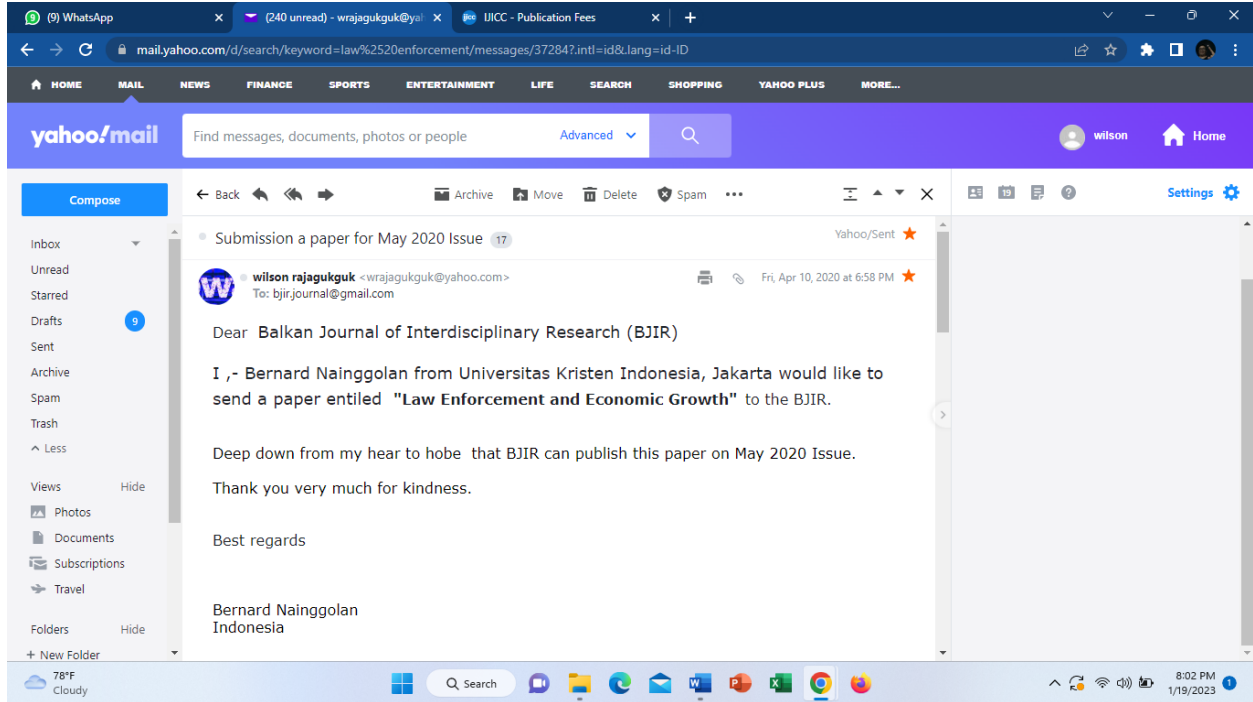 (9) WhatsApp
(240 unread) - wrajagukguk@yah
IJICC - Publication Fees
mail.yahoo.com/d/search/keyword=law%2520enforcement/messages/37284?.intl=id&.lang=id-ID
HOME MAIL NEWS FINANCE SPORTS ENTERTAINMENT LIFE SEARCH SHOPPING YAHOO PLUS MORE...
yahoo!mail
Find messages, documents, photos or people
Advanced
wilson
Home
Compose
Back
Archive
Move
Delete
Spam
19
Settings
Inbox
Unread
Starred
Drafts 9
Sent
Archive
Spam
Trash
Less
Views Hide
Photos
Documents
Subscriptions
Travel
Folders Hide
+ New Folder
Submission a paper for May 2020 Issue 17
Yahoo/Sent
W
wilson rajagukguk <wrajagukguk@yahoo.com>
Fri, Apr 10, 2020 at 6:58 PM
To: bjir.journal@gmail.com
Dear Balkan Journal of Interdisciplinary Research (BJIR)
I ,- Bernard Nainggolan from Universitas Kristen Indonesia, Jakarta would like to
send a paper entiled "Law Enforcement and Economic Growth" to the BJIR.
Deep down from my hear to hobe that BJIR can publish this paper on May 2020 Issue.
Thank you very much for kindness.
Best regards
Bernard Nainggolan
Indonesia
78°F
Cloudy
Search
8:02 PM
1/19/2023
1